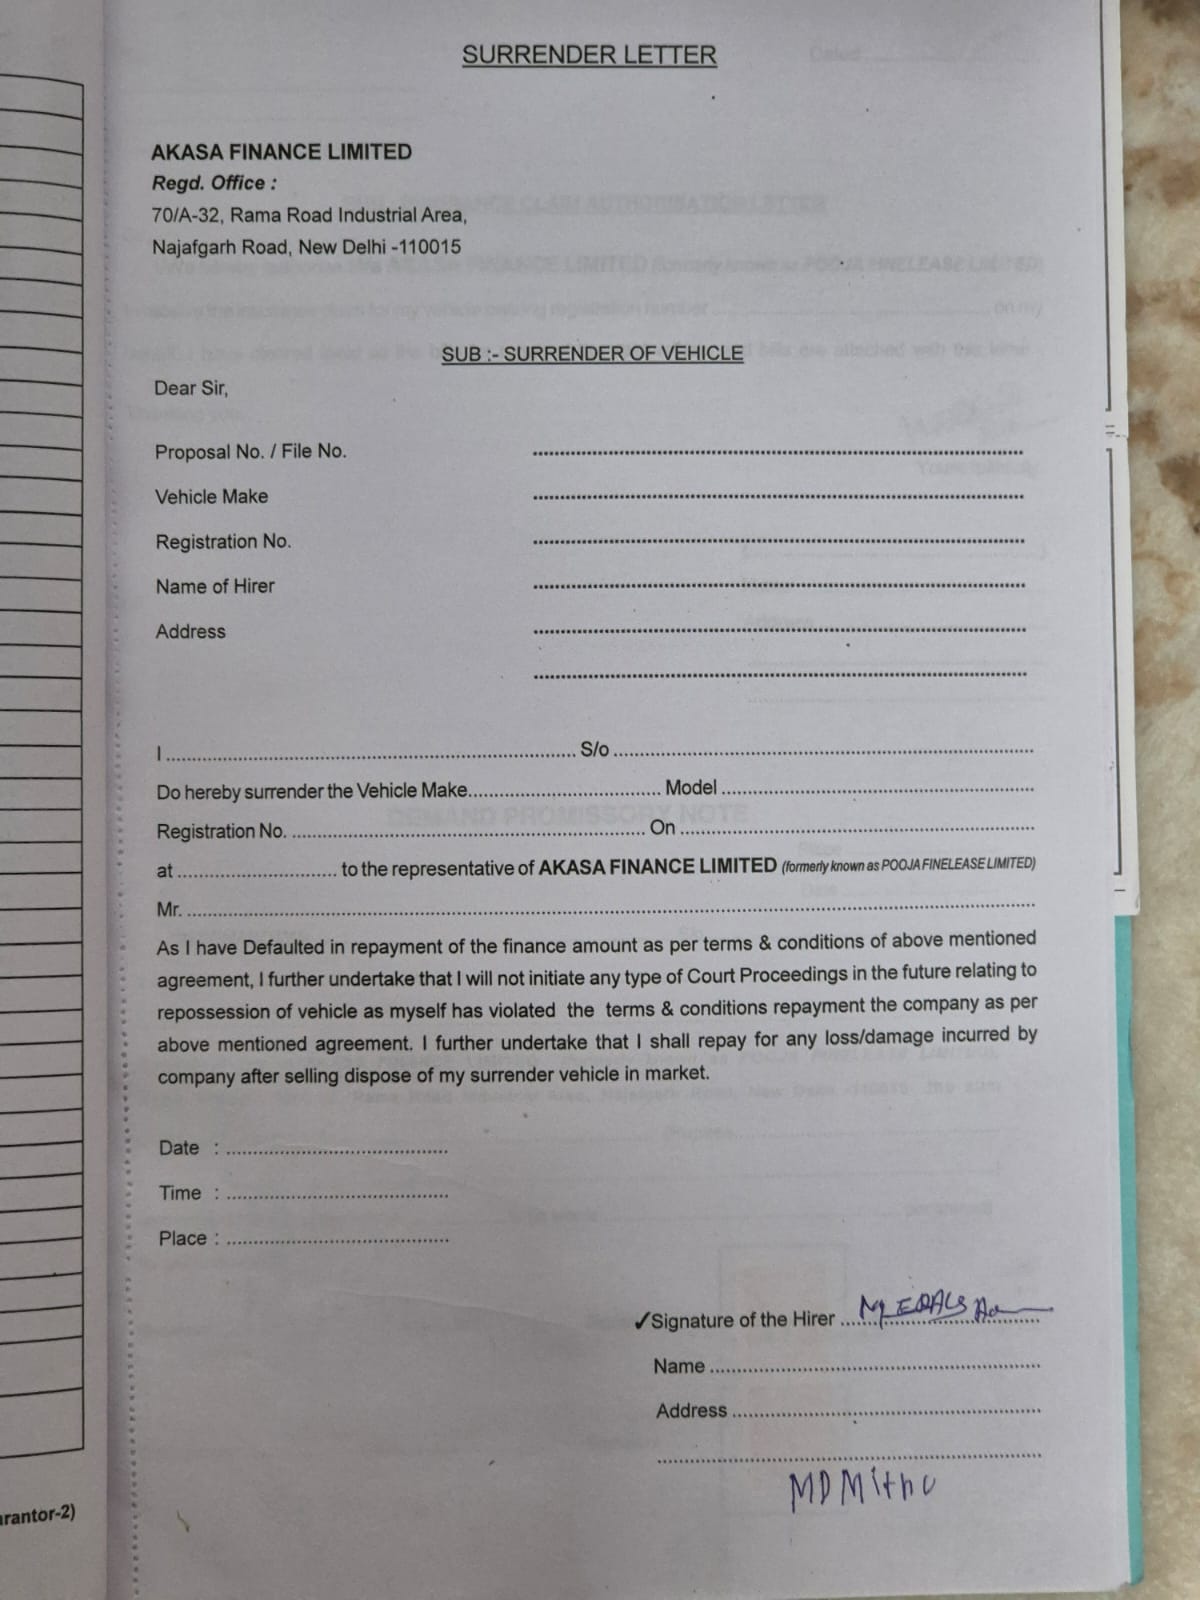 SURRENDER LETTER
AKASA FINANCE LIMITED
Regd. Office :
70/A-32, Rama Road Industrial Area,
Najafgarh Road, New Delhi -110015
SUB :- SURRENDER OF VEHICLE
Dear Sir,
Proposal No. / File No. ....................
Vehicle Make ....................
Registration No. ....................
Name of Hirer ....................
Address ....................
....................
I .................... S/o ....................
Do hereby surrender the Vehicle Make.................... Model ....................
Registration No. .................... On ....................
at .................... to the representative of AKASA FINANCE LIMITED (formerly known as POOJA FINELEASE LIMITED)
Mr. ....................
As I have Defaulted in repayment of the finance amount as per terms & conditions of above mentioned
agreement, I further undertake that I will not initiate any type of Court Proceedings in the future relating to
repossession of vehicle as myself has violated the terms & conditions repayment the company as per
above mentioned agreement. I further undertake that I shall repay for any loss/damage incurred by
company after selling dispose of my surrender vehicle in market.
Date : ....................
Time : ....................
Place : ....................
✓Signature of the Hirer ....................
Name ....................
Address ....................
....................
MD Mithu
arantor-2)